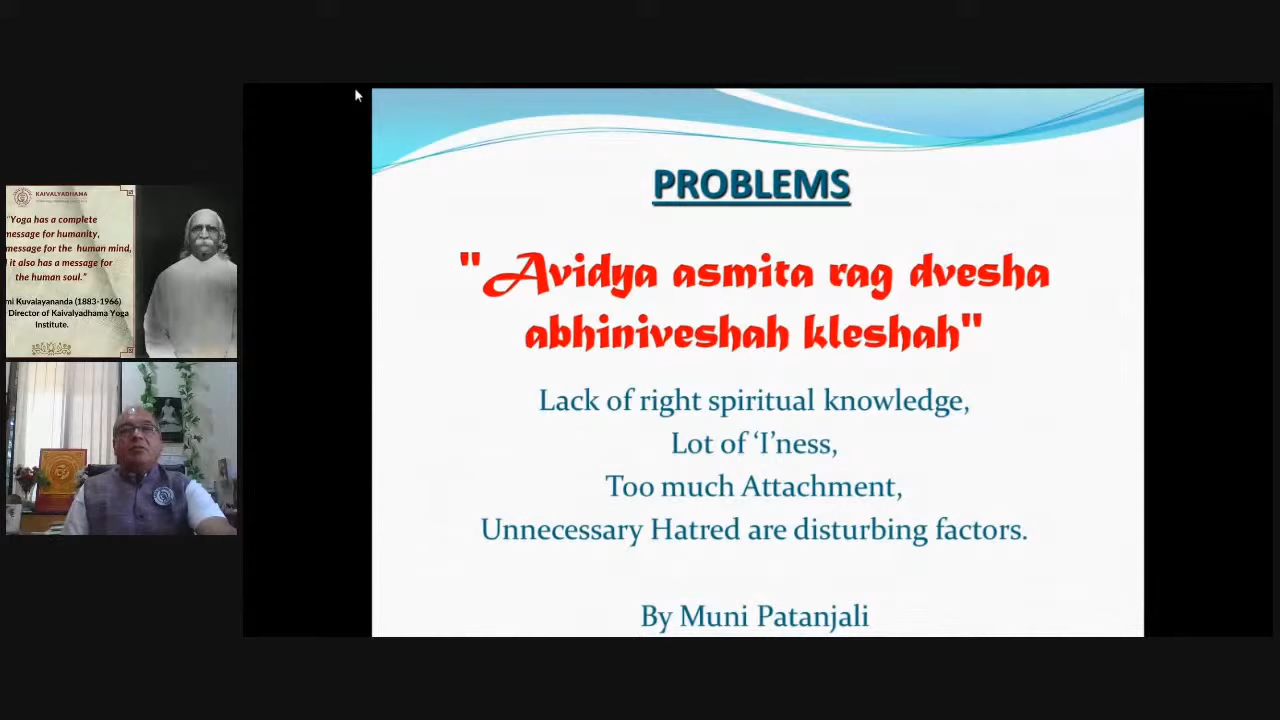 KAIVALYADHAMA
"Yoga has a complete
message for humanity,
message for the human mind,
it also has a message for
the human soul."
Kuvalayananda (1883-1966)
Director of Kaivalyadhama Yoga
Institute.
PROBLEMS
"Avidya asmita rag dvesha
abhiniveshah kleshah"
Lack of right spiritual knowledge,
Lot of ‘I’ness,
Too much Attachment,
Unnecessary Hatred are disturbing factors.
By Muni Patanjali